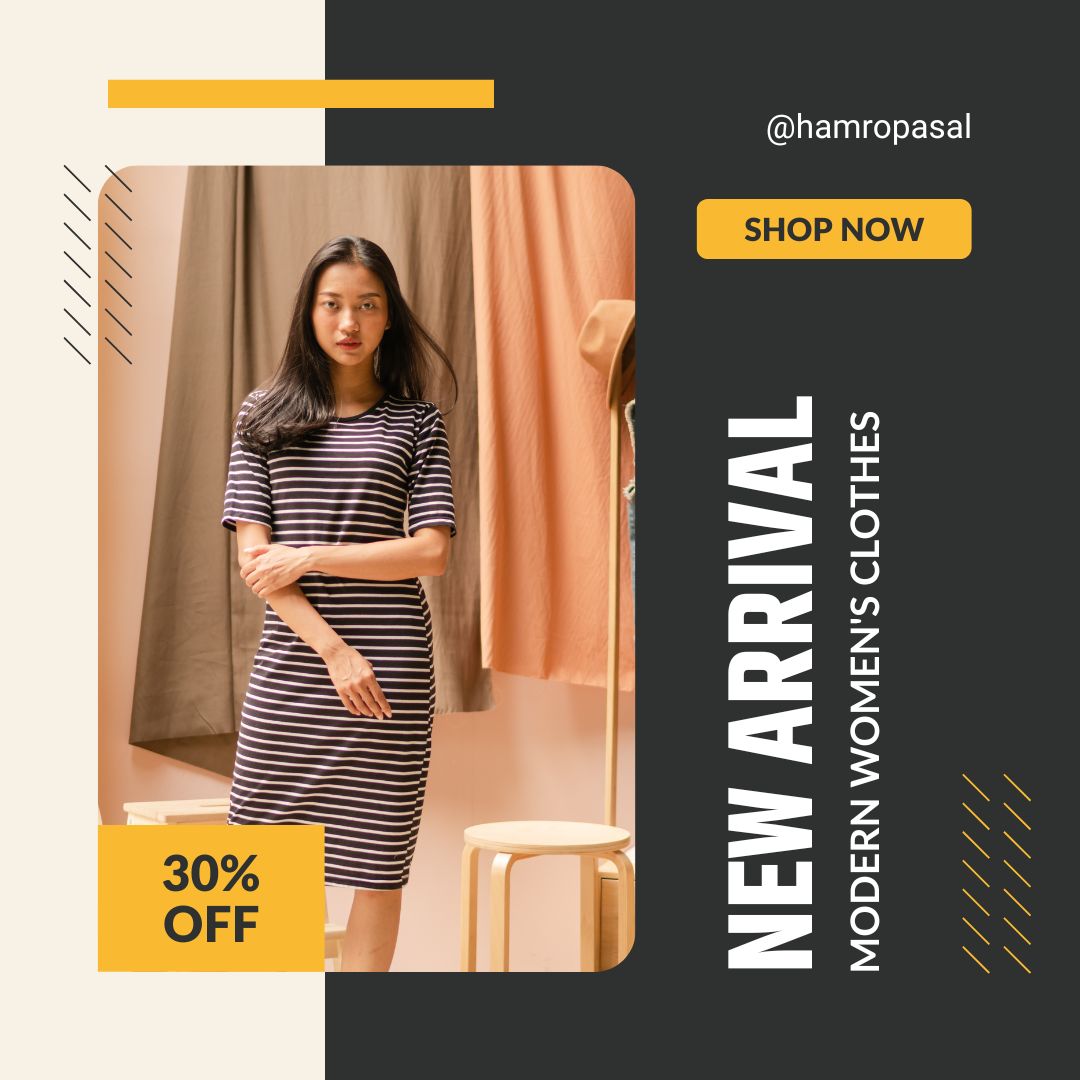 @hamropasal
SHOP NOW
NEW ARRIVAL
MODERN WOMEN'S CLOTHES
30%
OFF